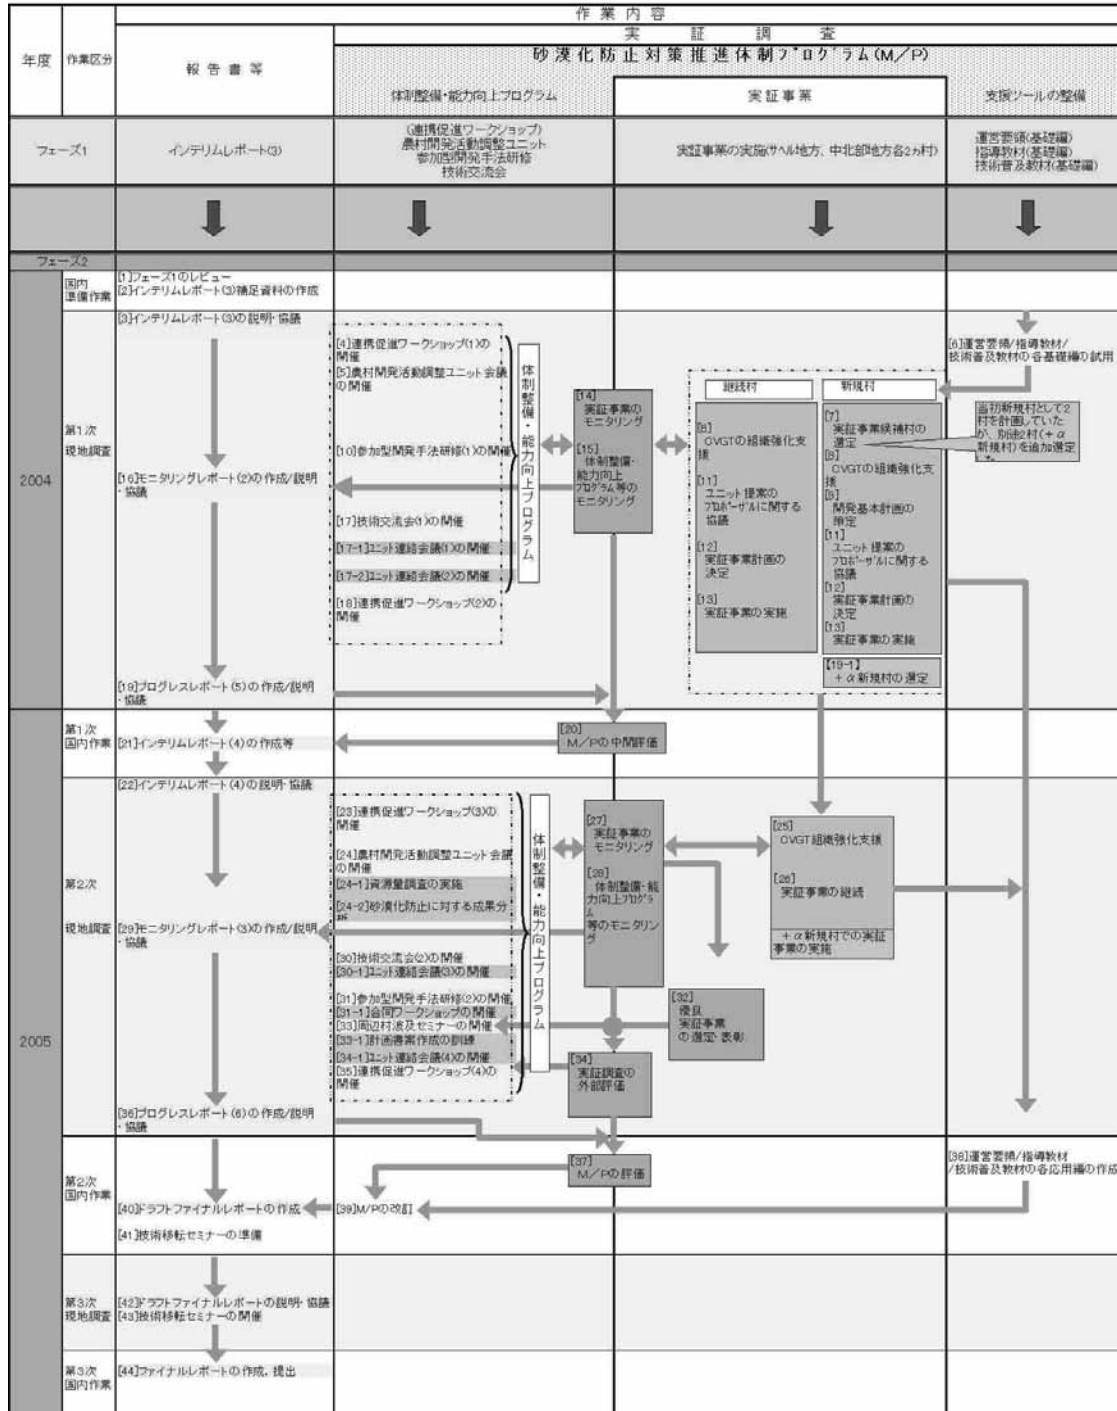 作業内容
年度
作業区分
報告書等
実証調査
砂漠化防止対策推進体制プログラム(M/P)
体制整備・能力向上プログラム
実証事業
支援ツールの整備
フェーズ1
インテリムレポート(3)
(連携促進ワークショップ)
農村開発活動調整ユニット
参加型開発手法研修
技術交流会
実証事業の実施(サヘル地方、中北部地方各2ヵ村)
運営要領(基礎編)
指導教材(基礎編)
技術普及教材(基礎編)
フェーズ2
2004
国内
準備作業
[1]フェーズ1のレビュー
[2]インテリムレポート(3)補足資料の作成
第1次
現地調査
[3]インテリムレポート(3)の説明・協議
[16]モニタリングレポート(2)の作成/説明
・協議
[19]プログレスレポート(5)の作成/説明
・協議
[4]連携促進ワークショップ(1)の
開催
[5]農村開発活動調整ユニット会議
の開催
[10]参加型開発手法研修(1)の開催
[17]技術交流会(1)の開催
[17-1]ユニット連絡会議(1)の開催
[17-2]ユニット連絡会議(2)の開催
[18]連携促進ワークショップ(2)の
開催
体制整備・能力向上プログラム
[14]
実証事業の
モニタリング
[15]
体制整備・
能力向上
プログラム等の
モニタリング
継続村
[8]
CVGTの組織強化支
援
[11]
ユニット提案の
プロポーザルに関する
協議
[12]
実証事業計画の
決定
[13]
実証事業の実施
新規村
[7]
実証事業候補村の
選定
[8]
CVGTの組織強化支
援
[9]
開発基本計画の
策定
[11]
ユニット提案の
プロポーザルに関する
協議
[12]
実証事業計画の
決定
[13]
実証事業の実施
[19-1]
+α新規村の選定
[6]運営要領/指導教材/
技術普及教材の各基礎編の試用
当初新規村として2
村を計画していた
が、別途2村(+α
新規村)を追加選定
した
2005
第1次
国内作業
[21]インテリムレポート(4)の作成等
[20]
M/Pの中間評価
第2次
現地調査
[22]インテリムレポート(4)の説明・協議
[29]モニタリングレポート(3)の作成/説明
・協議
[36]プログレスレポート(6)の作成/説明
・協議
[23]連携促進ワークショップ(3)の
開催
[24]農村開発活動調整ユニット会議
の開催
[24-1]資源量調査の実施
[24-2]砂漠化防止に対する成果分
析
[30]技術交流会(2)の開催
[30-1]ユニット連絡会議(3)の開催
[31]参加型開発手法研修(2)の開催
[31-1]合同ワークショップの開催
[33]周辺村波及セミナーの開催
[33-1]計画書案作成の訓練
[34-1]ユニット連絡会議(4)の開催
[35]連携促進ワークショップ(4)の
開催
体制整備・能力向上プログラム
[27]
実証事業の
モニタリング
[28]
体制整備・能
力向上プログラム
等のモニタリン
グ
[25]
CVGT組織強化支援
[26]
実証事業の継続
+α新規村での実証
事業の実施
[32]
優良
実証事業
の選定・表彰
[34]
実証調査の
外部評価
第2次
国内作業
[37]
M/Pの評価
[38]運営要領/指導教材
/技術普及教材の各応用編の作成
[40]ドラフトファイナルレポートの作成
[39]M/Pの改訂
[41]技術移転セミナーの準備
第3次
現地調査
[42]ドラフトファイナルレポートの説明・協議
[43]技術移転セミナーの開催
第3次
国内作業
[44]ファイナルレポートの作成、提出